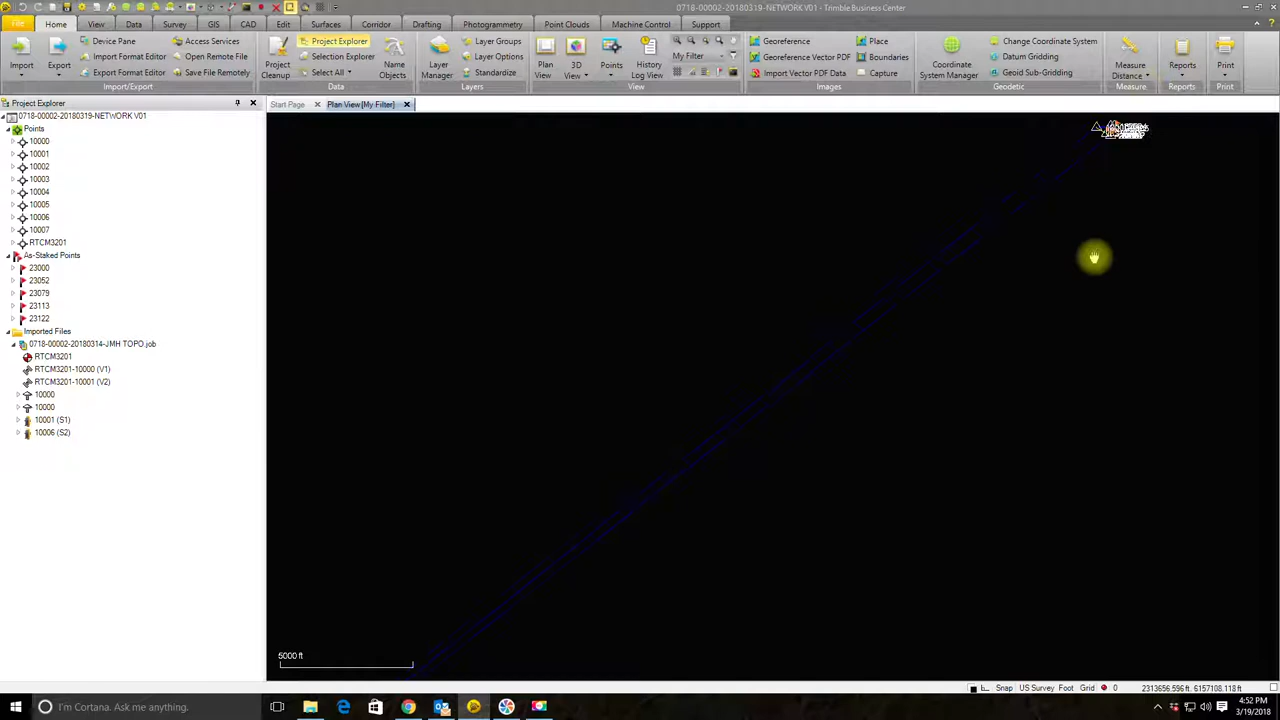 0718-00002-20180319-NETWORK V01 - Trimble Business Center
File Home View Data Survey GIS CAD Edit Surfaces Corridor Drafting Photogrammetry Point Clouds Machine Control Support
Import
Export
Device Pane
Import Format Editor
Export Format Editor
Access Services
Open Remote File
Save File Remotely
Import/Export
Project Cleanup
Project Explorer
Selection Explorer
Select All
Name Objects
Data
Layer Manager
Layer Groups
Layer Options
Standardize
Layers
Plan View
3D View
Points
History Log View
My Filter
View
Georeference
Georeference Vector PDF
Import Vector PDF Data
Place
Boundaries
Capture
Images
Coordinate System Manager
Change Coordinate System
Datum Gridding
Geoid Sub-Gridding
Geodetic
Measure Distance
Measure
Reports
Reports
Print
Print
Project Explorer
Start Page
Plan View [My Filter]
0718-00002-20180319-NETWORK V01
Points
10000
10001
10002
10003
10004
10005
10006
10007
RTCM3201
As-Staked Points
23000
23052
23079
23113
23122
Imported Files
0718-00002-20180314-JMH TOPO.job
RTCM3201
RTCM3201-10000 (V1)
RTCM3201-10001 (V2)
10000
10000
10001 (S1)
10006 (S2)
5000 ft
Snap US Survey Foot Grid 0 2313656.596 ft, 6157108.118 ft
I'm Cortana. Ask me anything.
4:52 PM
3/19/2018